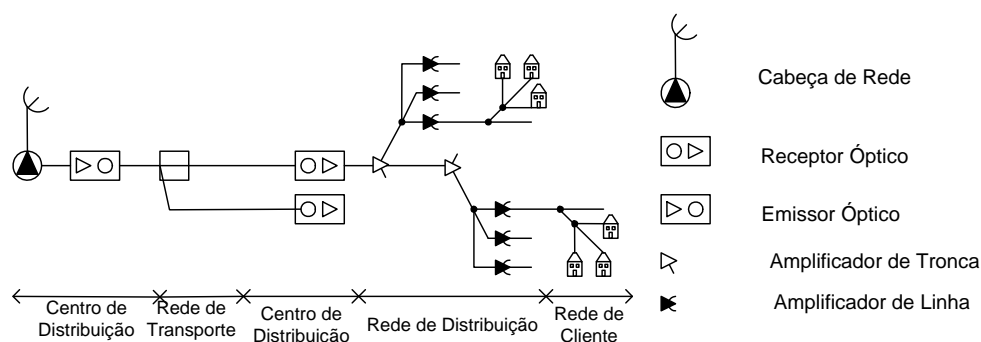 Cabeça de Rede
Receptor Óptico
Emissor Óptico
Amplificador de Tronca
Amplificador de Linha
Centro de
Distribuição
Rede de
Transporte
Centro de
Distribuição
Rede de Distribuição
Rede de
Cliente